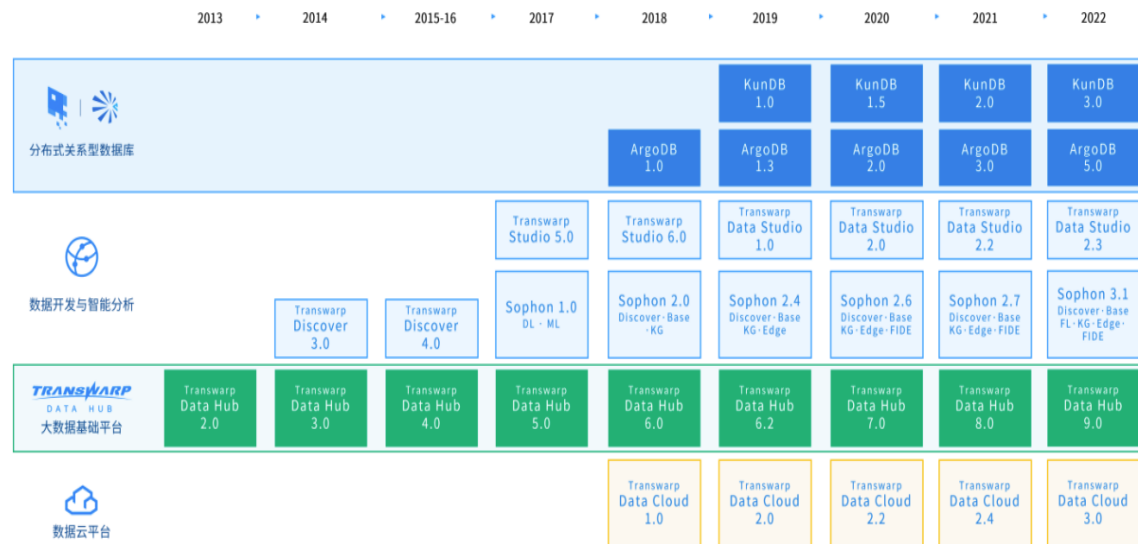 2013 2014 2015-16 2017 2018 2019 2020 2021 2022
分布式关系型数据库
KunDB
1.0
KunDB
1.5
KunDB
2.0
KunDB
3.0
ArgoDB
1.0
ArgoDB
1.3
ArgoDB
2.0
ArgoDB
3.0
ArgoDB
5.0
数据开发与智能分析
Transwarp
Studio 5.0
Transwarp
Studio 6.0
Transwarp
Data Studio
1.0
Transwarp
Data Studio
2.0
Transwarp
Data Studio
2.2
Transwarp
Data Studio
2.3
Transwarp
Discover
3.0
Transwarp
Discover
4.0
Sophon 1.0
DL · ML
Sophon 2.0
Discover·Base
·KG
Sophon 2.4
Discover·Base
KG·Edge
Sophon 2.6
Discover·Base
KG·Edge·FIDE
Sophon 2.7
Discover·Base
KG·Edge·FIDE
Sophon 3.1
Discover·Base
FL·KG·Edge·
FIDE
TRANSWARP
DATA HUB
大数据基础平台
Transwarp
Data Hub
2.0
Transwarp
Data Hub
3.0
Transwarp
Data Hub
4.0
Transwarp
Data Hub
5.0
Transwarp
Data Hub
6.0
Transwarp
Data Hub
6.2
Transwarp
Data Hub
7.0
Transwarp
Data Hub
8.0
Transwarp
Data Hub
9.0
数据云平台
Transwarp
Data Cloud
1.0
Transwarp
Data Cloud
2.0
Transwarp
Data Cloud
2.2
Transwarp
Data Cloud
2.4
Transwarp
Data Cloud
3.0